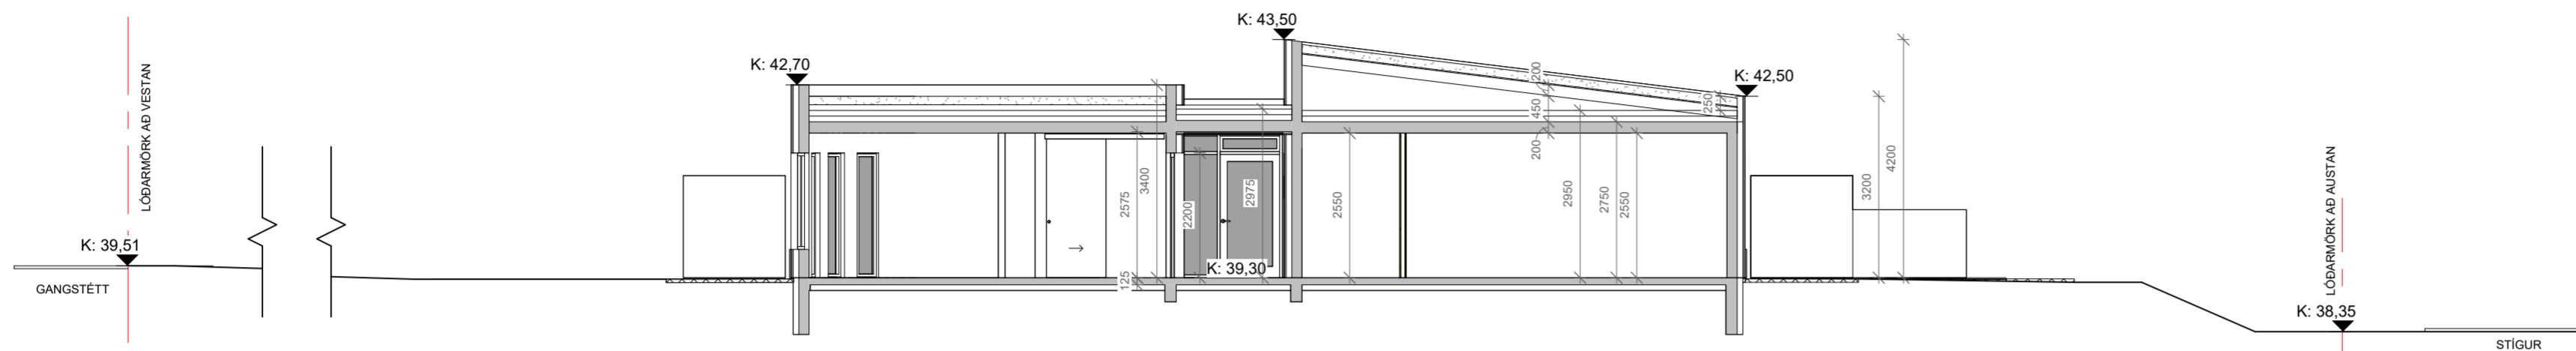 K: 43,50
K: 42,70
K: 42,50
LÓÐARMÖRK AÐ VESTAN
LÓÐARMÖRK AÐ AUSTAN
K: 39,51
GANGSTÉTT
125
2575
3400
2200
2975
K: 39,30
2550
200
450
200
2950
2750
2550
250
3200
4200
K: 38,35
STÍGUR